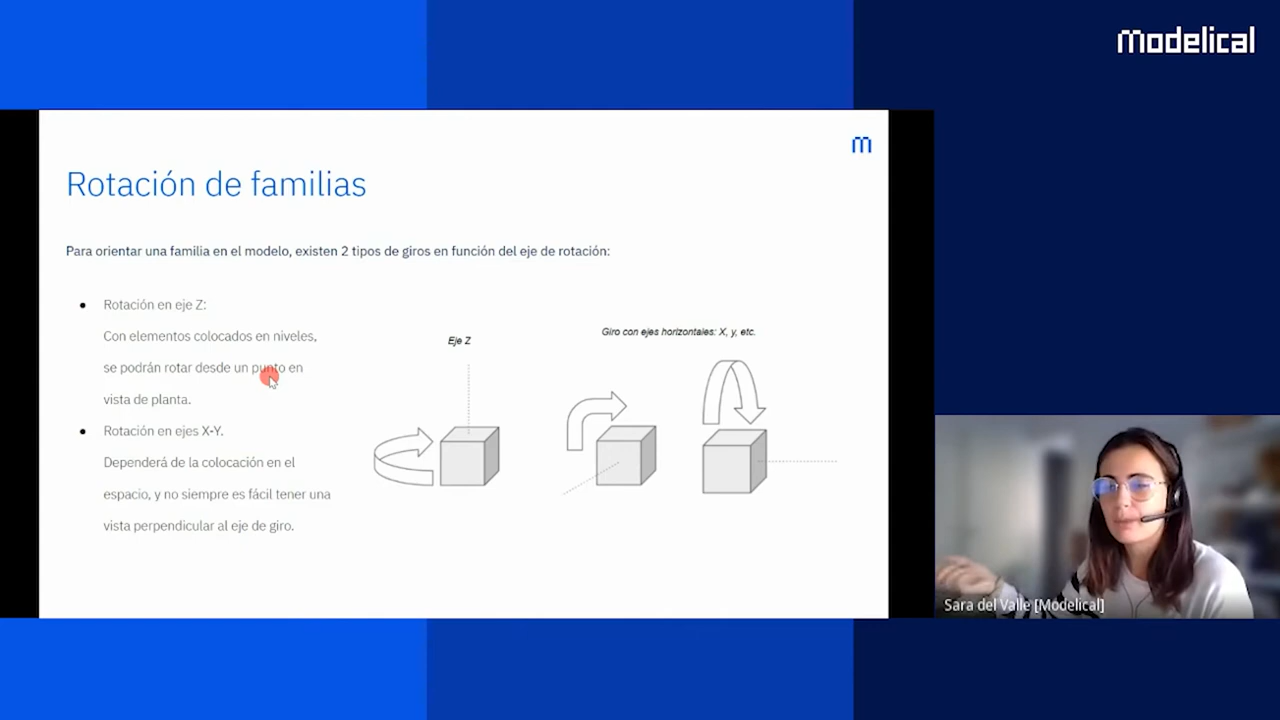 modelical
m
Rotación de familias
Para orientar una familia en el modelo, existen 2 tipos de giros en función del eje de rotación:
● Rotación en eje Z:
Con elementos colocados en niveles,
se podrán rotar desde un punto en
vista de planta.
● Rotación en ejes X-Y.
Dependerá de la colocación en el
espacio, y no siempre es fácil tener una
vista perpendicular al eje de giro.
Eje Z
Giro con ejes horizontales: X, y, etc.
Sara del Valle [Modelical]